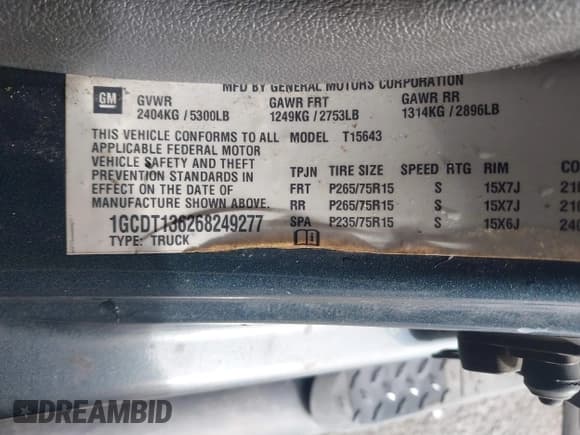 MFD BY GENERAL MOTORS CORPORATION
GM
GVWR GAWR FRT GAWR RR
2404KG / 5300LB 1249KG / 2753LB 1314KG / 2896LB
THIS VEHICLE CONFORMS TO ALL MODEL T15643
APPLICABLE FEDERAL MOTOR
VEHICLE SAFETY AND THEFT TPJN TIRE SIZE SPEED RTG RIM
PREVENTION STANDARDS IN FRT P265/75R15 S 15X7J
EFFECT ON THE DATE OF RR P265/75R15 S 15X7J
MANUFACTURE SHOWN ABOVE. SPA P235/75R15 S 15X6J
1GCDT136268249277
TYPE: TRUCK
DREAMBID